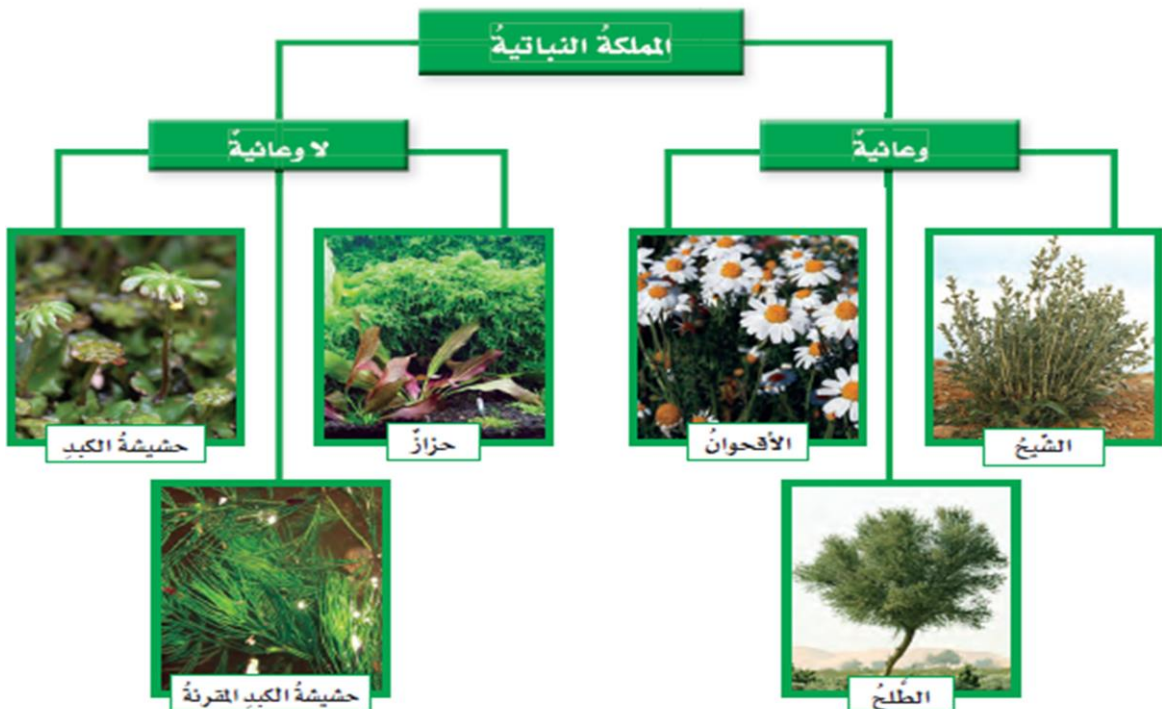 المملكةُ النباتيةُ
وعائيةٌ
لا وعائيةٌ
الشّيحُ
الأقحوانُ
حزازٌ
حشيشةُ الكبدِ
الطَّلحُ
حشيشةُ الكبدِ المقرنةُ